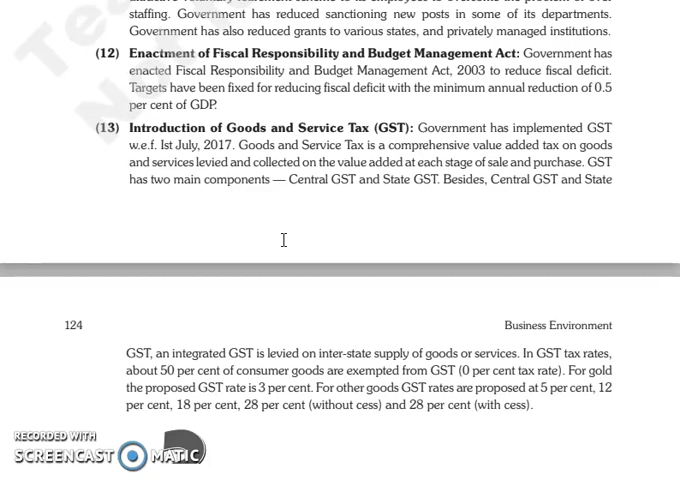 staffing. Government has reduced sanctioning new posts in some of its departments.
Government has also reduced grants to various states, and privately managed institutions.
(12) Enactment of Fiscal Responsibility and Budget Management Act: Government has
enacted Fiscal Responsibility and Budget Management Act, 2003 to reduce fiscal deficit.
Targets have been fixed for reducing fiscal deficit with the minimum annual reduction of 0.5
per cent of GDP.
(13) Introduction of Goods and Service Tax (GST): Government has implemented GST
w.e.f. Ist July, 2017. Goods and Service Tax is a comprehensive value added tax on goods
and services levied and collected on the value added at each stage of sale and purchase. GST
has two main components — Central GST and State GST. Besides, Central GST and State
124 Business Environment
GST, an integrated GST is levied on inter-state supply of goods or services. In GST tax rates,
about 50 per cent of consumer goods are exempted from GST (0 per cent tax rate). For gold
the proposed GST rate is 3 per cent. For other goods GST rates are proposed at 5 per cent, 12
per cent, 18 per cent, 28 per cent (without cess) and 28 per cent (with cess).
RECORDED WITH
SCREENCAST MATIC